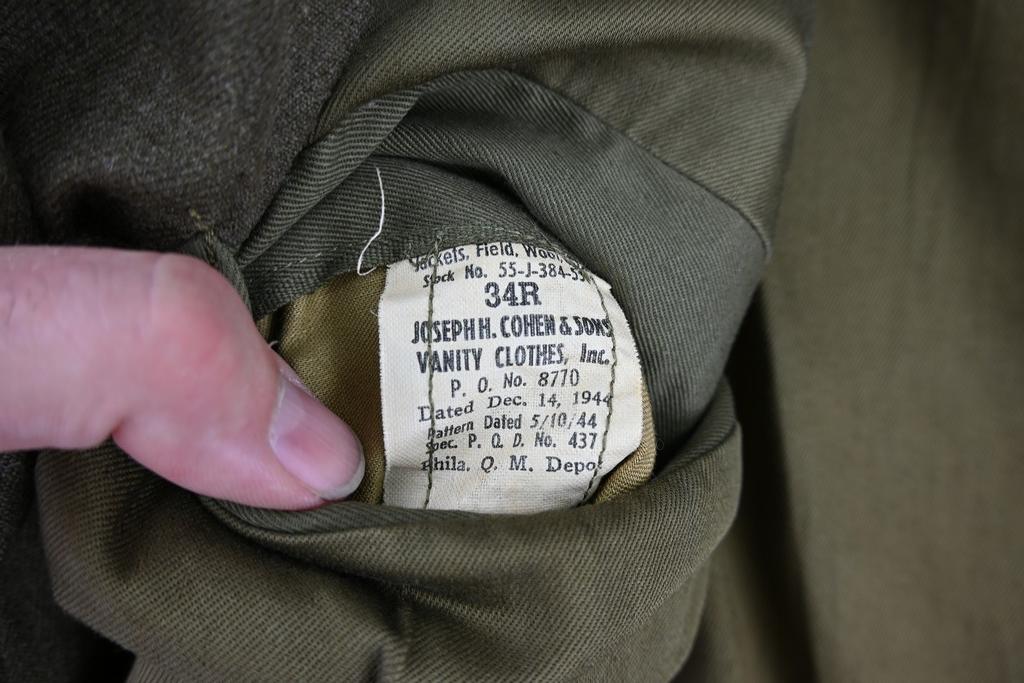 Jackets, Field, Wool,
Stock No. 55-J-384-5
34R
JOSEPH H. COHEN & SONS
VANITY CLOTHES, Inc.
P. O. No. 8770
Dated Dec. 14, 1944
Pattern Dated 5/10/44
Spec. P. Q. D. No. 437
Phila. Q. M. Depot